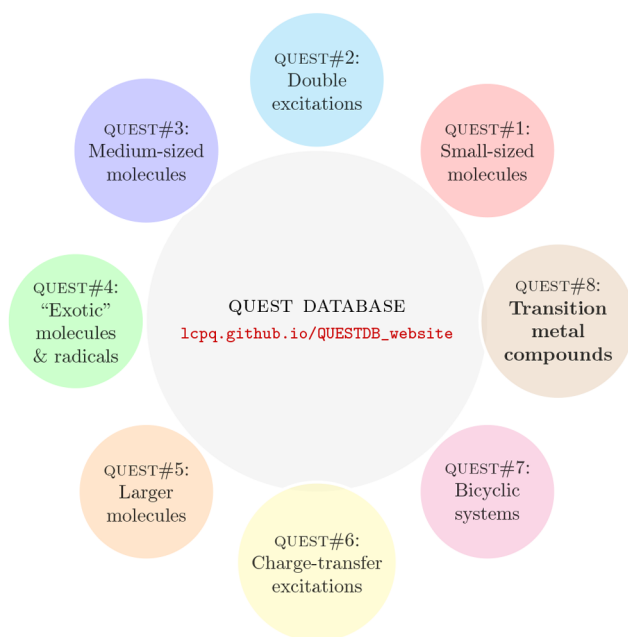 QUEST#2:
Double
excitations
QUEST#3:
Medium-sized
molecules
QUEST#1:
Small-sized
molecules
QUEST#4:
“Exotic”
molecules
& radicals
QUEST DATABASE
lcpq.github.io/QUESTDB_website
QUEST#8:
Transition
metal
compounds
QUEST#5:
Larger
molecules
QUEST#7:
Bicyclic
systems
QUEST#6:
Charge-transfer
excitations